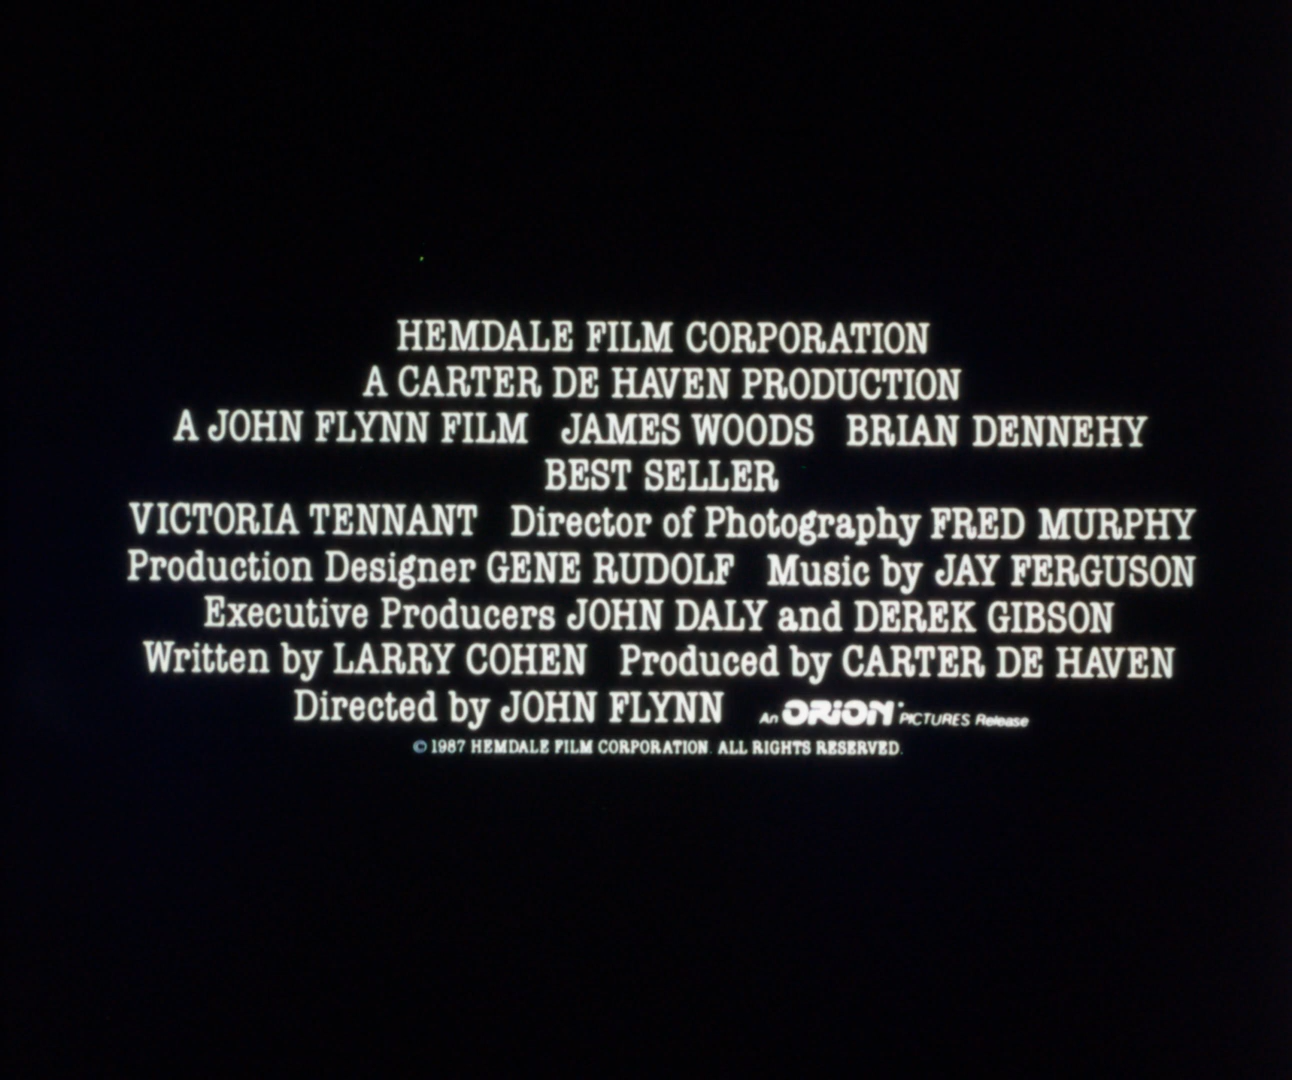 HEMDALE FILM CORPORATION
A CARTER DE HAVEN PRODUCTION
A JOHN FLYNN FILM JAMES WOODS BRIAN DENNEHY
BEST SELLER
VICTORIA TENNANT Director of Photography FRED MURPHY
Production Designer GENE RUDOLF Music by JAY FERGUSON
Executive Producers JOHN DALY and DEREK GIBSON
Written by LARRY COHEN Produced by CARTER DE HAVEN
Directed by JOHN FLYNN An ORION PICTURES Release
© 1987 HEMDALE FILM CORPORATION. ALL RIGHTS RESERVED.